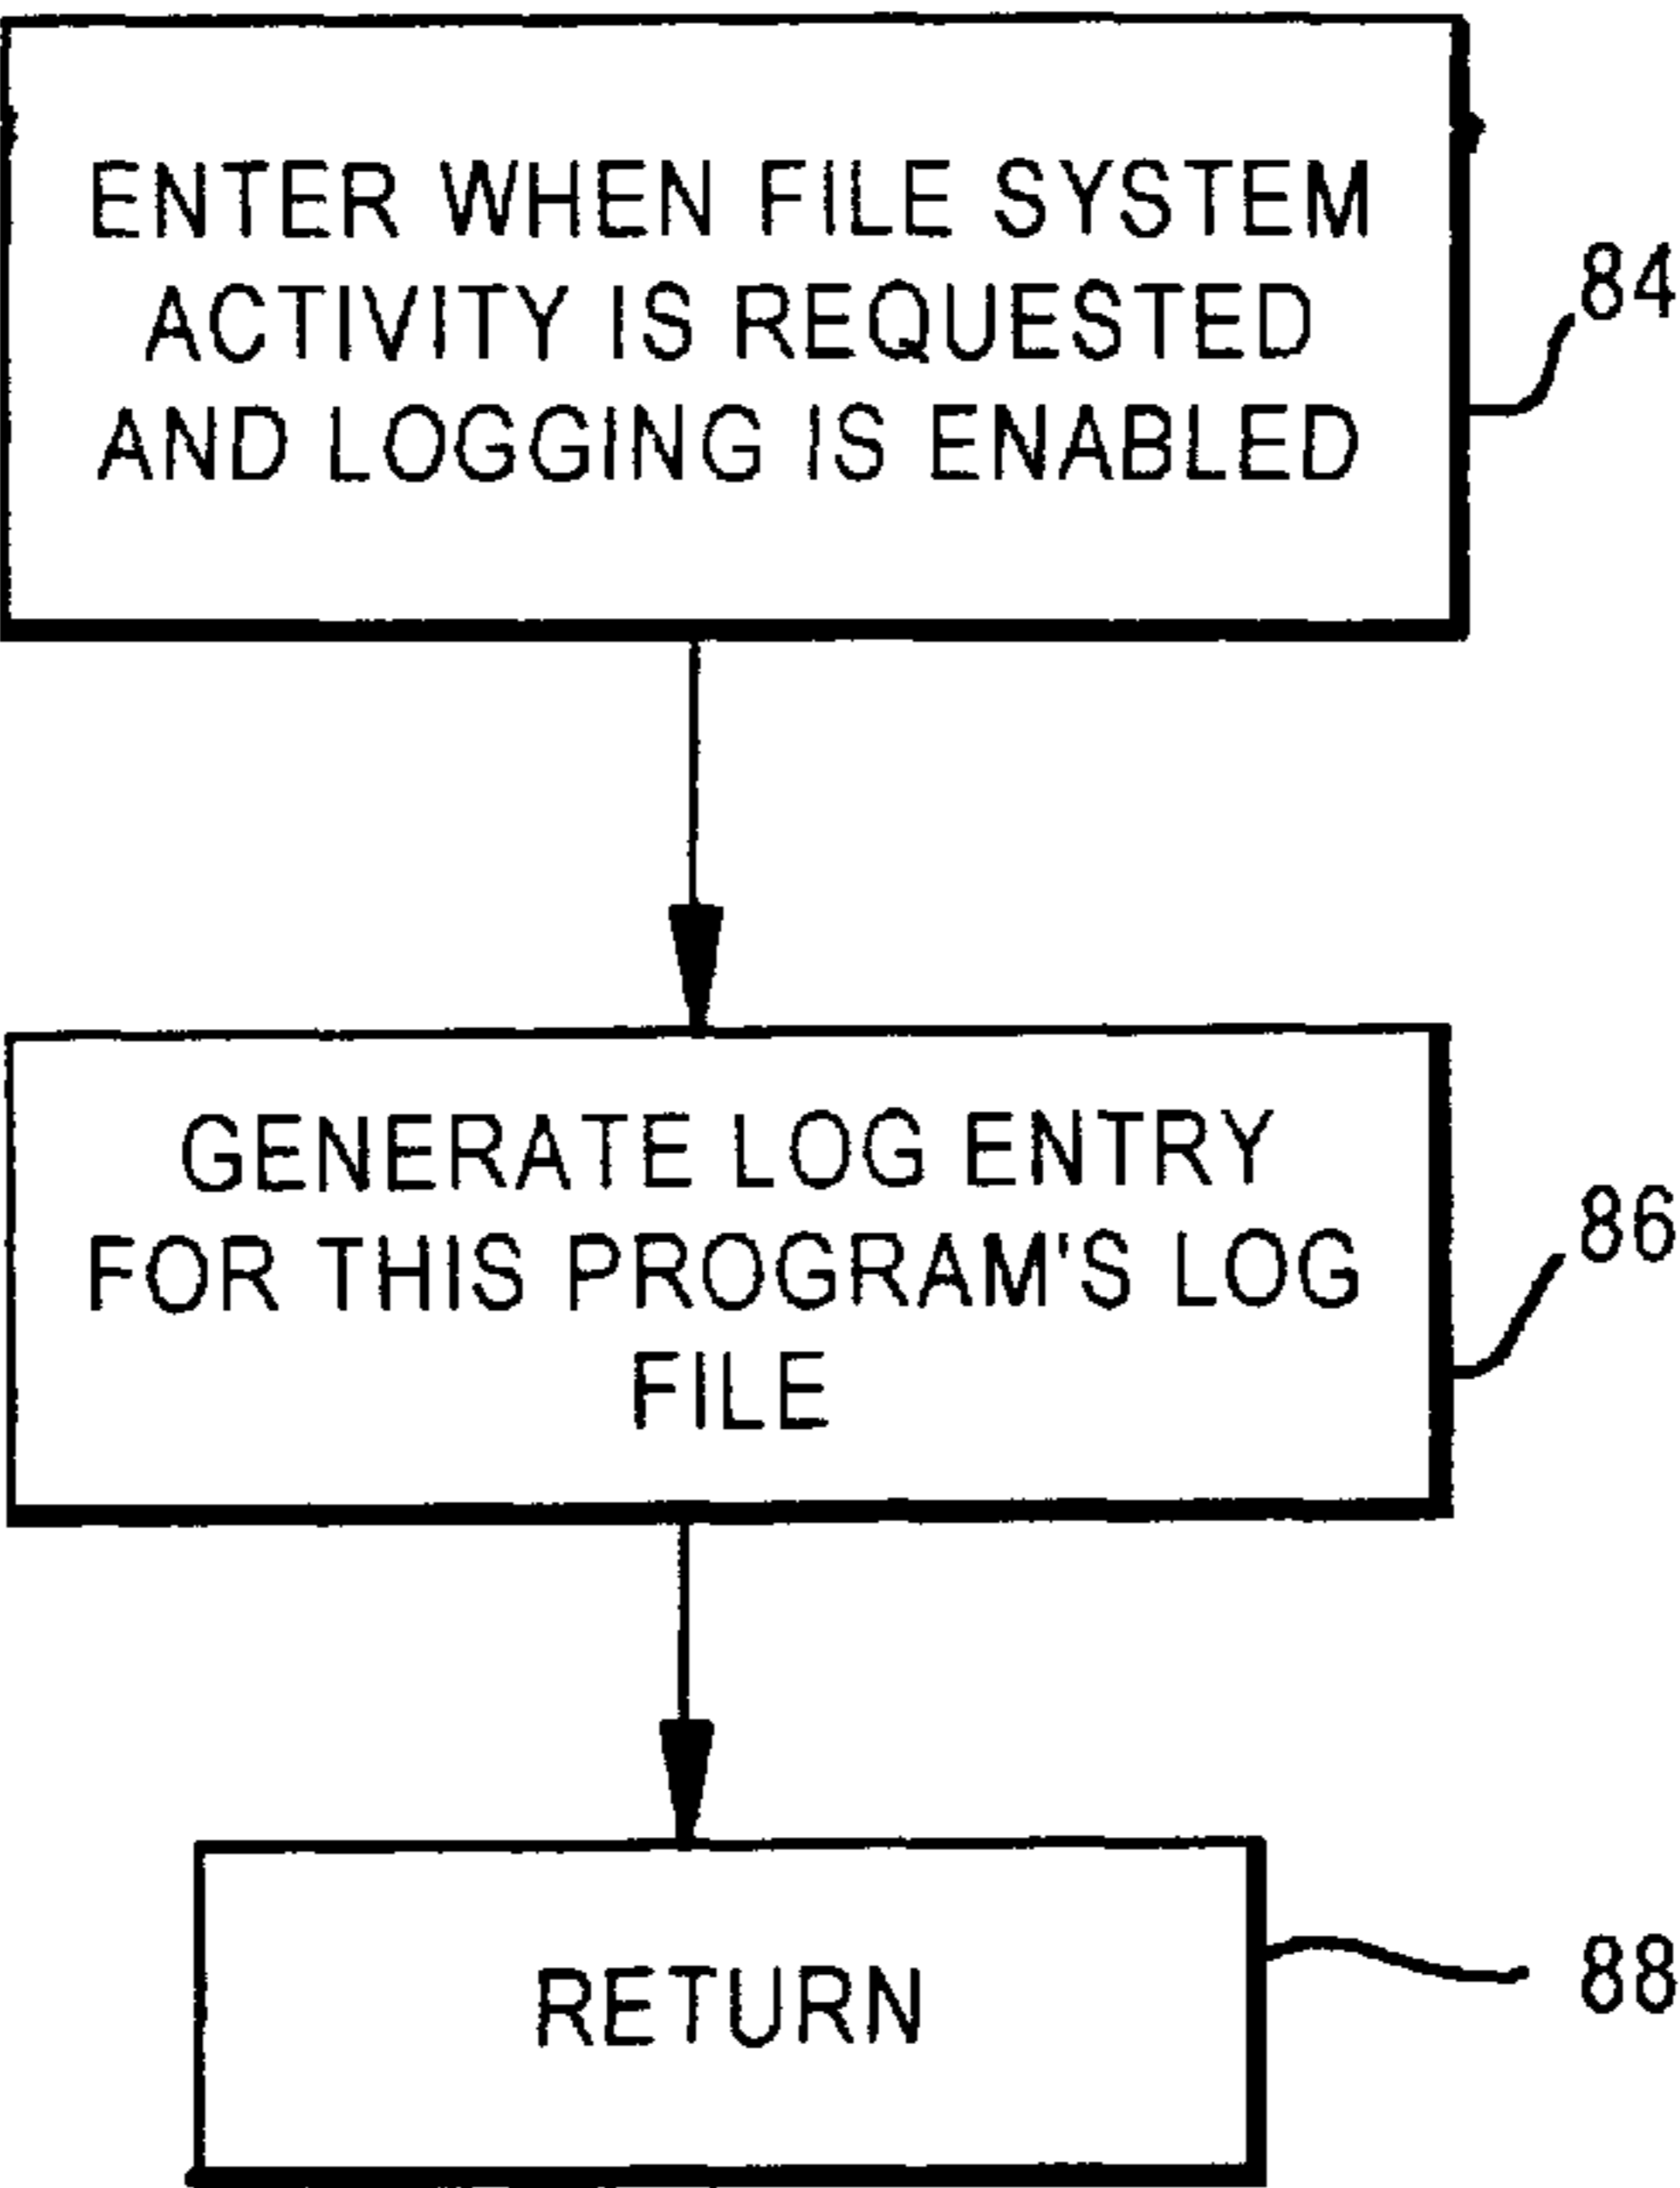 ENTER WHEN FILE SYSTEM
ACTIVITY IS REQUESTED
AND LOGGING IS ENABLED
84
GENERATE LOG ENTRY
FOR THIS PROGRAM'S LOG
FILE
86
RETURN
88